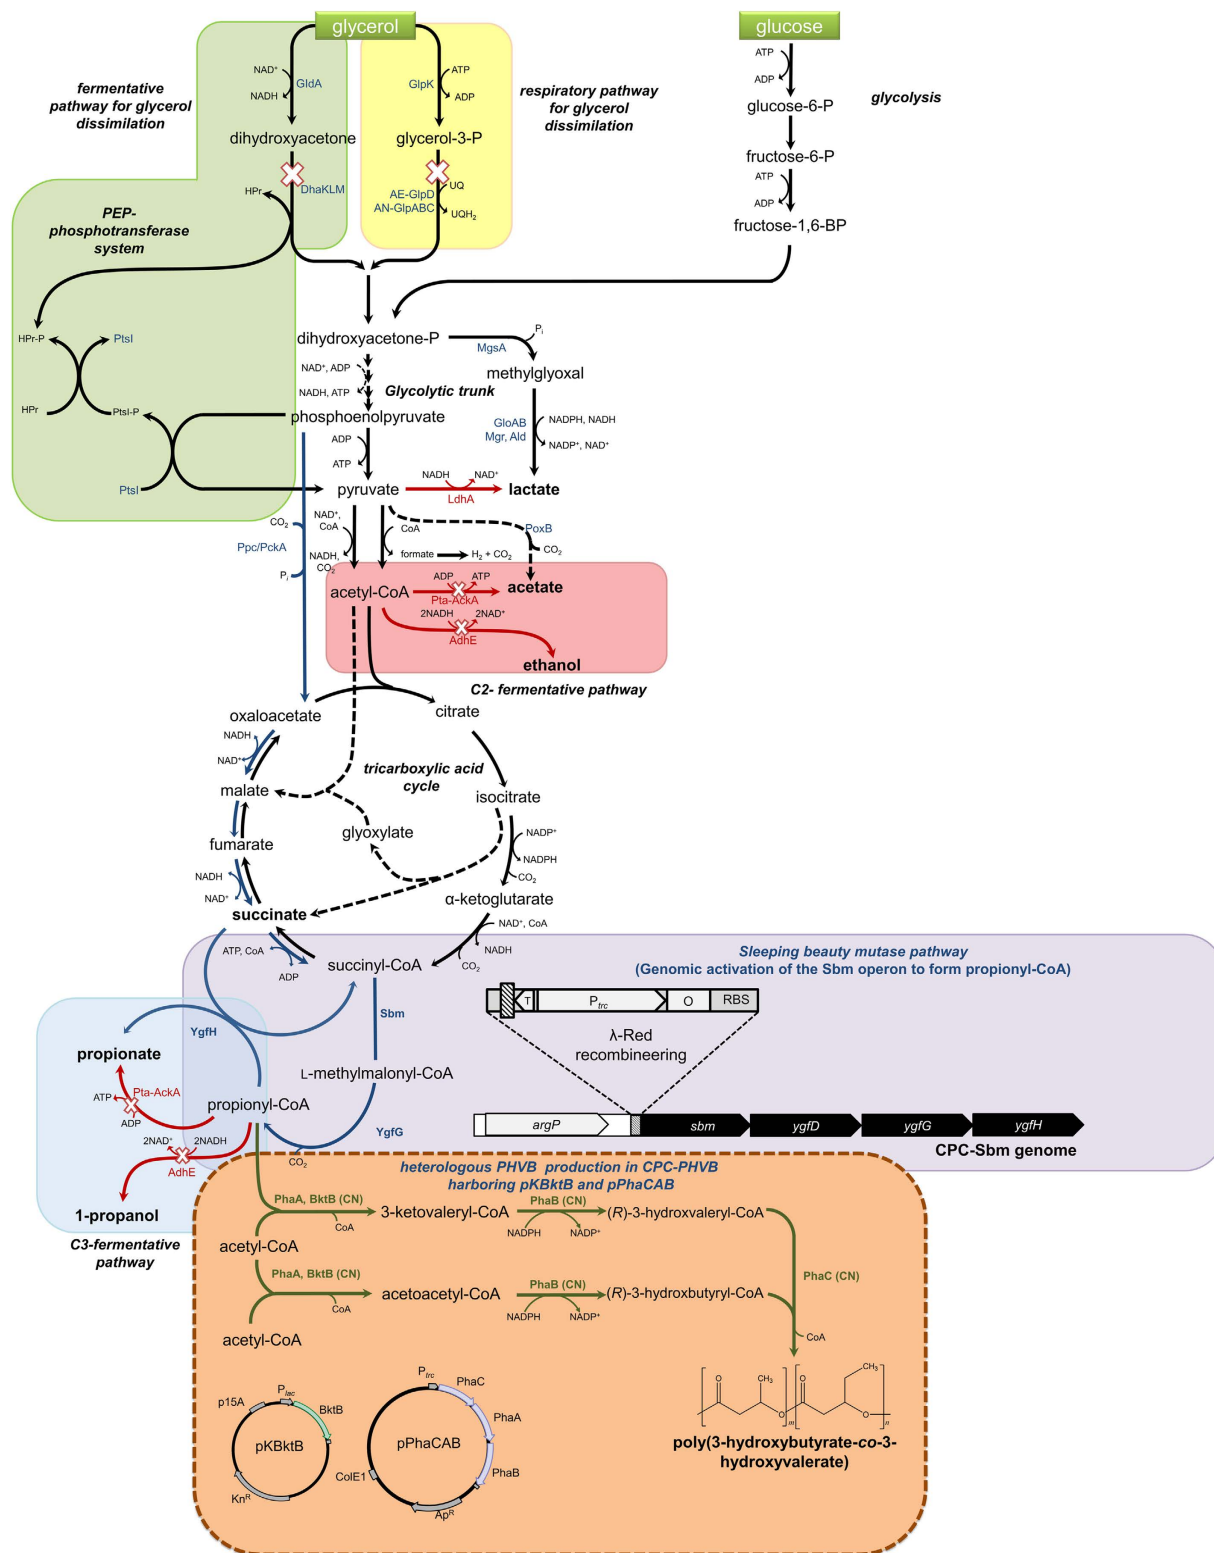 glycerol
glucose
fermentative
pathway for glycerol
dissimilation
NAD⁺
NADH
GldA
GlpK
ATP
ADP
respiratory pathway
for glycerol
dissimilation
ATP
ADP
glycolysis
glucose-6-P
dihydroxyacetone
glycerol-3-P
fructose-6-P
ATP
ADP
HPr
DhaKLM
AE-GlpD
AN-GlpABC
UQ
UQH₂
fructose-1,6-BP
PEP-
phosphotransferase
system
HPr-P
PtsI
dihydroxyacetone-P
MgsA
Pᵢ
methylglyoxal
NAD⁺, ADP
NADH, ATP
Glycolytic trunk
HPr
PtsI-P
phosphoenolpyruvate
GloAB
Mgr, Ald
NADPH, NADH
NADP⁺, NAD⁺
ADP
ATP
PtsI
pyruvate
NADH
NAD⁺
LdhA
lactate
CO₂
Ppc/PckA
Pᵢ
NAD⁺,
CoA
NADH,
CO₂
CoA
formate
H₂ + CO₂
PoxB
CO₂
acetyl-CoA
ADP
ATP
Pta-AckA
acetate
2NADH
2NAD⁺
AdhE
ethanol
C2- fermentative pathway
oxaloacetate
citrate
NADH
NAD⁺
malate
tricarboxylic acid
cycle
isocitrate
glyoxylate
fumarate
NADP⁺
NADPH
CO₂
NADH
NAD⁺
α-ketoglutarate
succinate
NAD⁺, CoA
NADH
CO₂
ATP, CoA
ADP
succinyl-CoA
Sleeping beauty mutase pathway
(Genomic activation of the Sbm operon to form propionyl-CoA)
T
Ptrc
O
RBS
λ-Red
recombineering
Sbm
YgfH
propionate
L-methylmalonyl-CoA
Pta-AckA
ATP
ADP
propionyl-CoA
YgfG
CO₂
argP
sbm
ygfD
ygfG
ygfH
CPC-Sbm genome
2NAD⁺
2NADH
AdhE
1-propanol
C3-fermentative
pathway
heterologous PHVB production in CPC-PHVB
harboring pKBktB and pPhaCAB
PhaA, BktB (CN)
CoA
3-ketovaleryl-CoA
PhaB (CN)
NADPH
NADP⁺
(R)-3-hydroxvaleryl-CoA
acetyl-CoA
PhaA, BktB (CN)
CoA
acetoacetyl-CoA
PhaB (CN)
NADPH
NADP⁺
(R)-3-hydroxbutyryl-CoA
PhaC (CN)
acetyl-CoA
CoA
p15A
Plac
BktB
pKBktB
Knᴿ
Ptrc
PhaC
PhaA
PhaB
pPhaCAB
ColE1
Apᴿ
O
CH₃
O
m
O
CH₃
O
n
poly(3-hydroxybutyrate-co-3-
hydroxyvalerate)